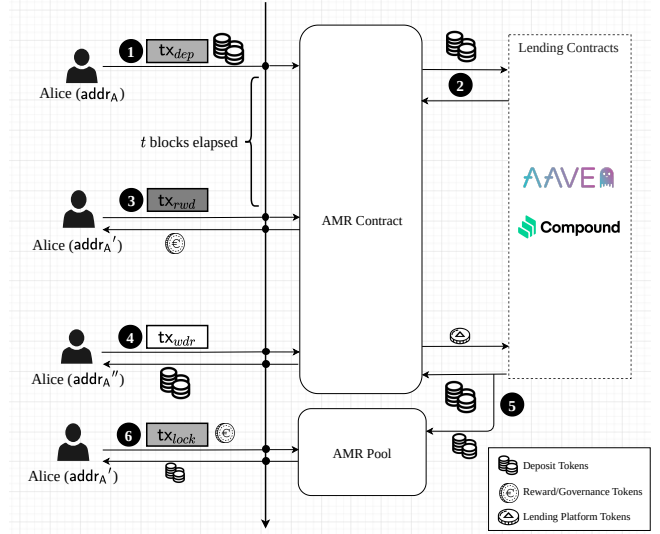 1
tx_dep
Lending Contracts
2
Alice (addr_A)
t blocks elapsed
AAVE
3
tx_rwd
AMR Contract
Compound
Alice (addr_A′)
€
4
tx_wdr
Alice (addr_A″)
5
6
tx_lock
€
AMR Pool
Alice (addr_A′)
Deposit Tokens
€
Reward/Governance Tokens
Lending Platform Tokens